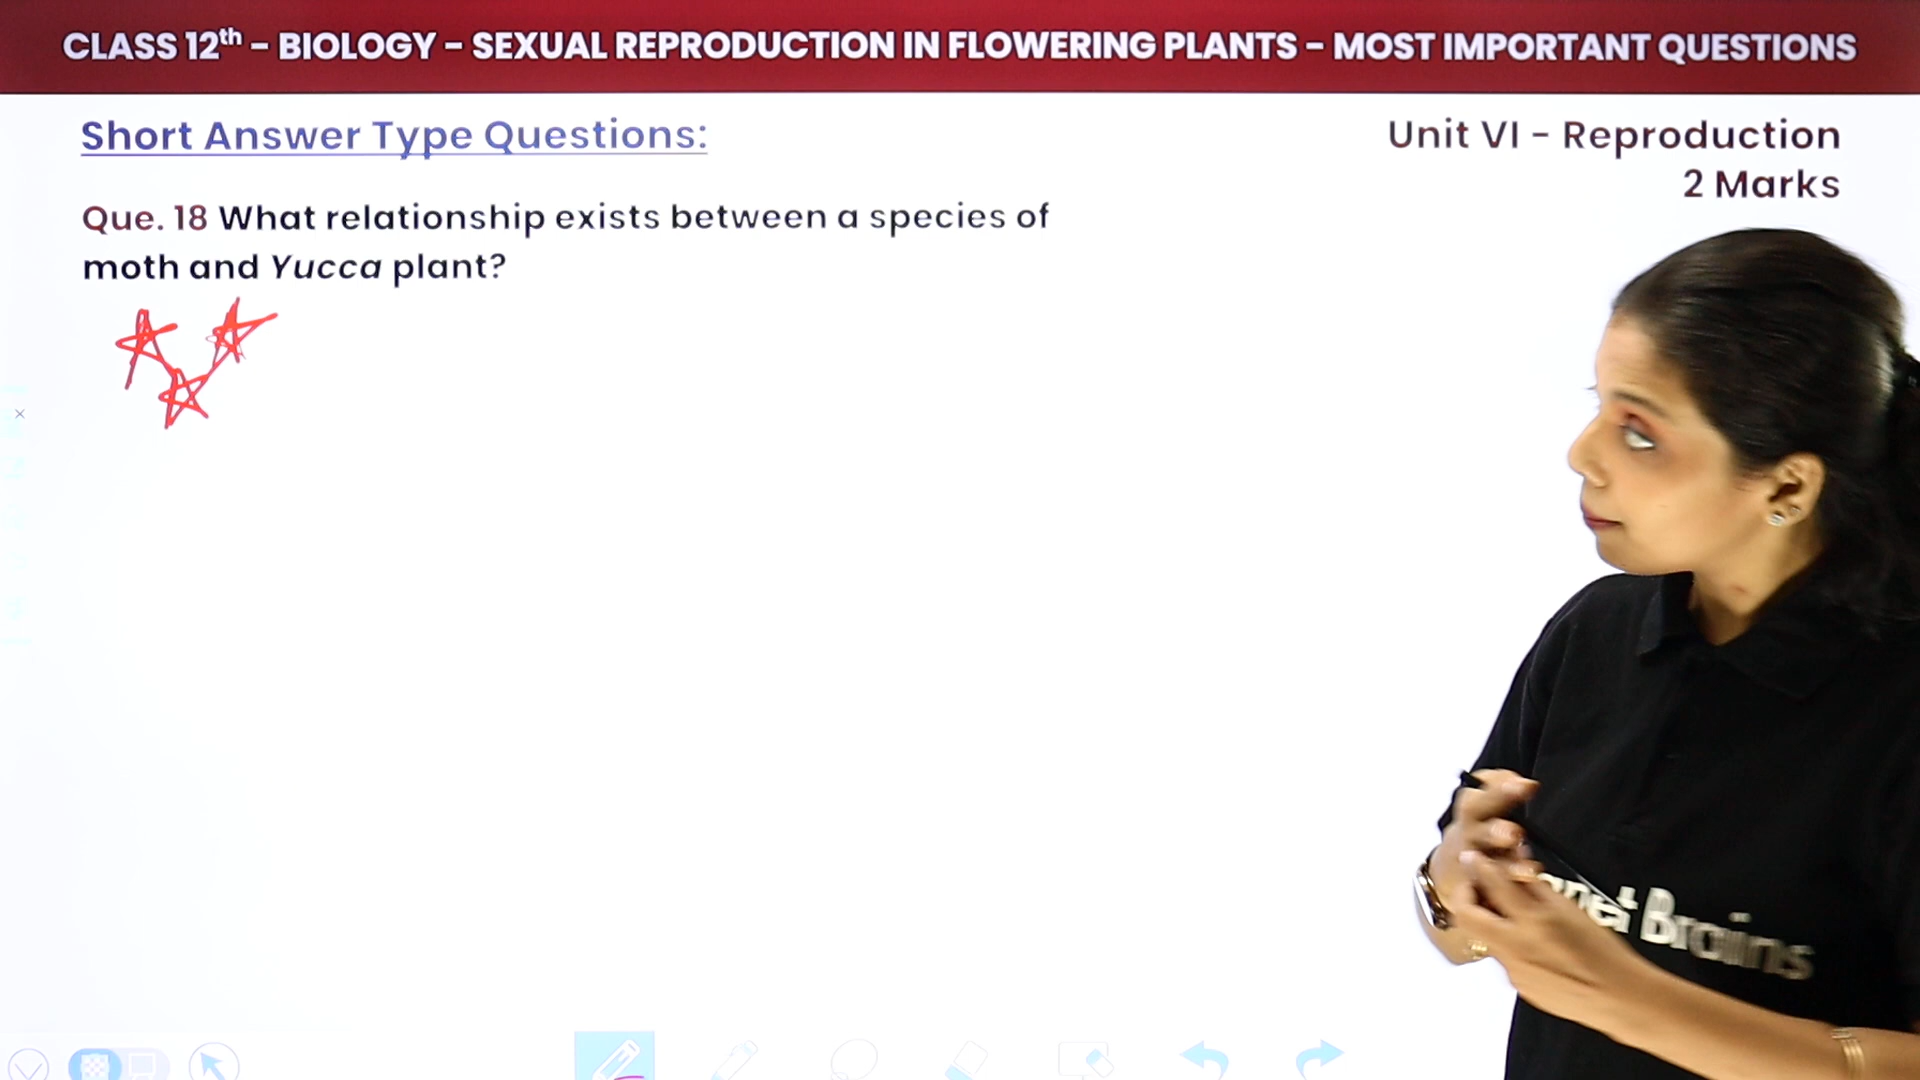 CLASS 12th – BIOLOGY – SEXUAL REPRODUCTION IN FLOWERING PLANTS – MOST IMPORTANT QUESTIONS
Short Answer Type Questions:
Unit VI – Reproduction
2 Marks
Que. 18 What relationship exists between a species of
moth and Yucca plant?
Brains